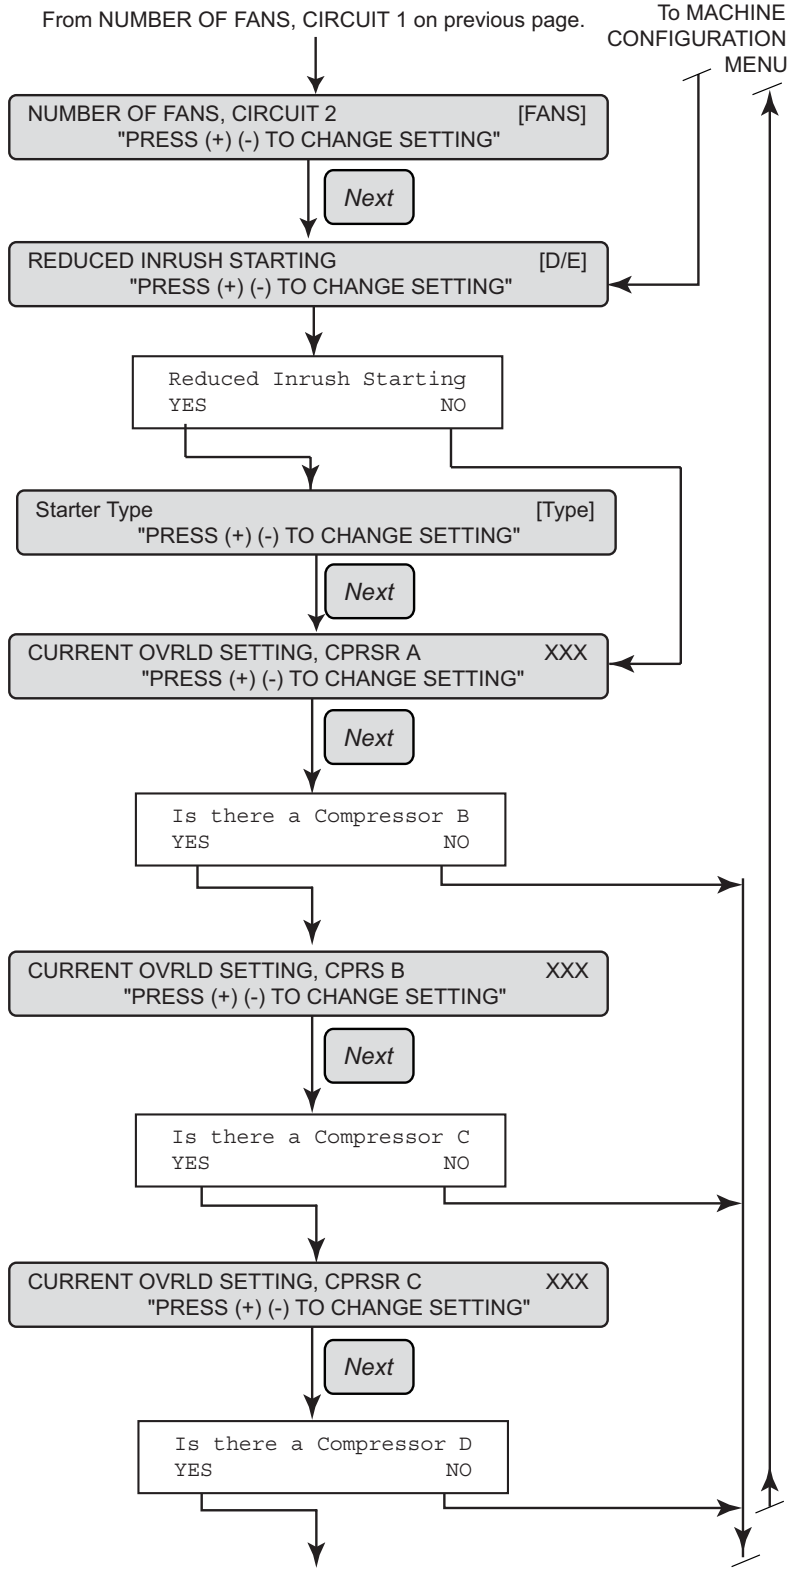 From NUMBER OF FANS, CIRCUIT 1 on previous page.
To MACHINE
CONFIGURATION
MENU
NUMBER OF FANS, CIRCUIT 2 [FANS]
"PRESS (+) (-) TO CHANGE SETTING"
Next
REDUCED INRUSH STARTING [D/E]
"PRESS (+) (-) TO CHANGE SETTING"
Reduced Inrush Starting
YES NO
Starter Type [Type]
"PRESS (+) (-) TO CHANGE SETTING"
Next
CURRENT OVRLD SETTING, CPRSR A XXX
"PRESS (+) (-) TO CHANGE SETTING"
Next
Is there a Compressor B
YES NO
CURRENT OVRLD SETTING, CPRS B XXX
"PRESS (+) (-) TO CHANGE SETTING"
Next
Is there a Compressor C
YES NO
CURRENT OVRLD SETTING, CPRSR C XXX
"PRESS (+) (-) TO CHANGE SETTING"
Next
Is there a Compressor D
YES NO